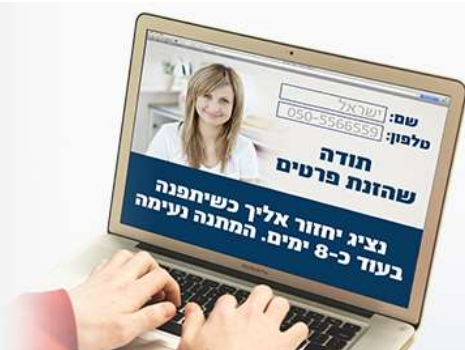 שם: ישראל
טלפון: 050-5566559
תודה
שהזנת פרטים
נציג יחזור אליך כשיתפנה
בעוד כ-8 ימים. המתנה נעימה